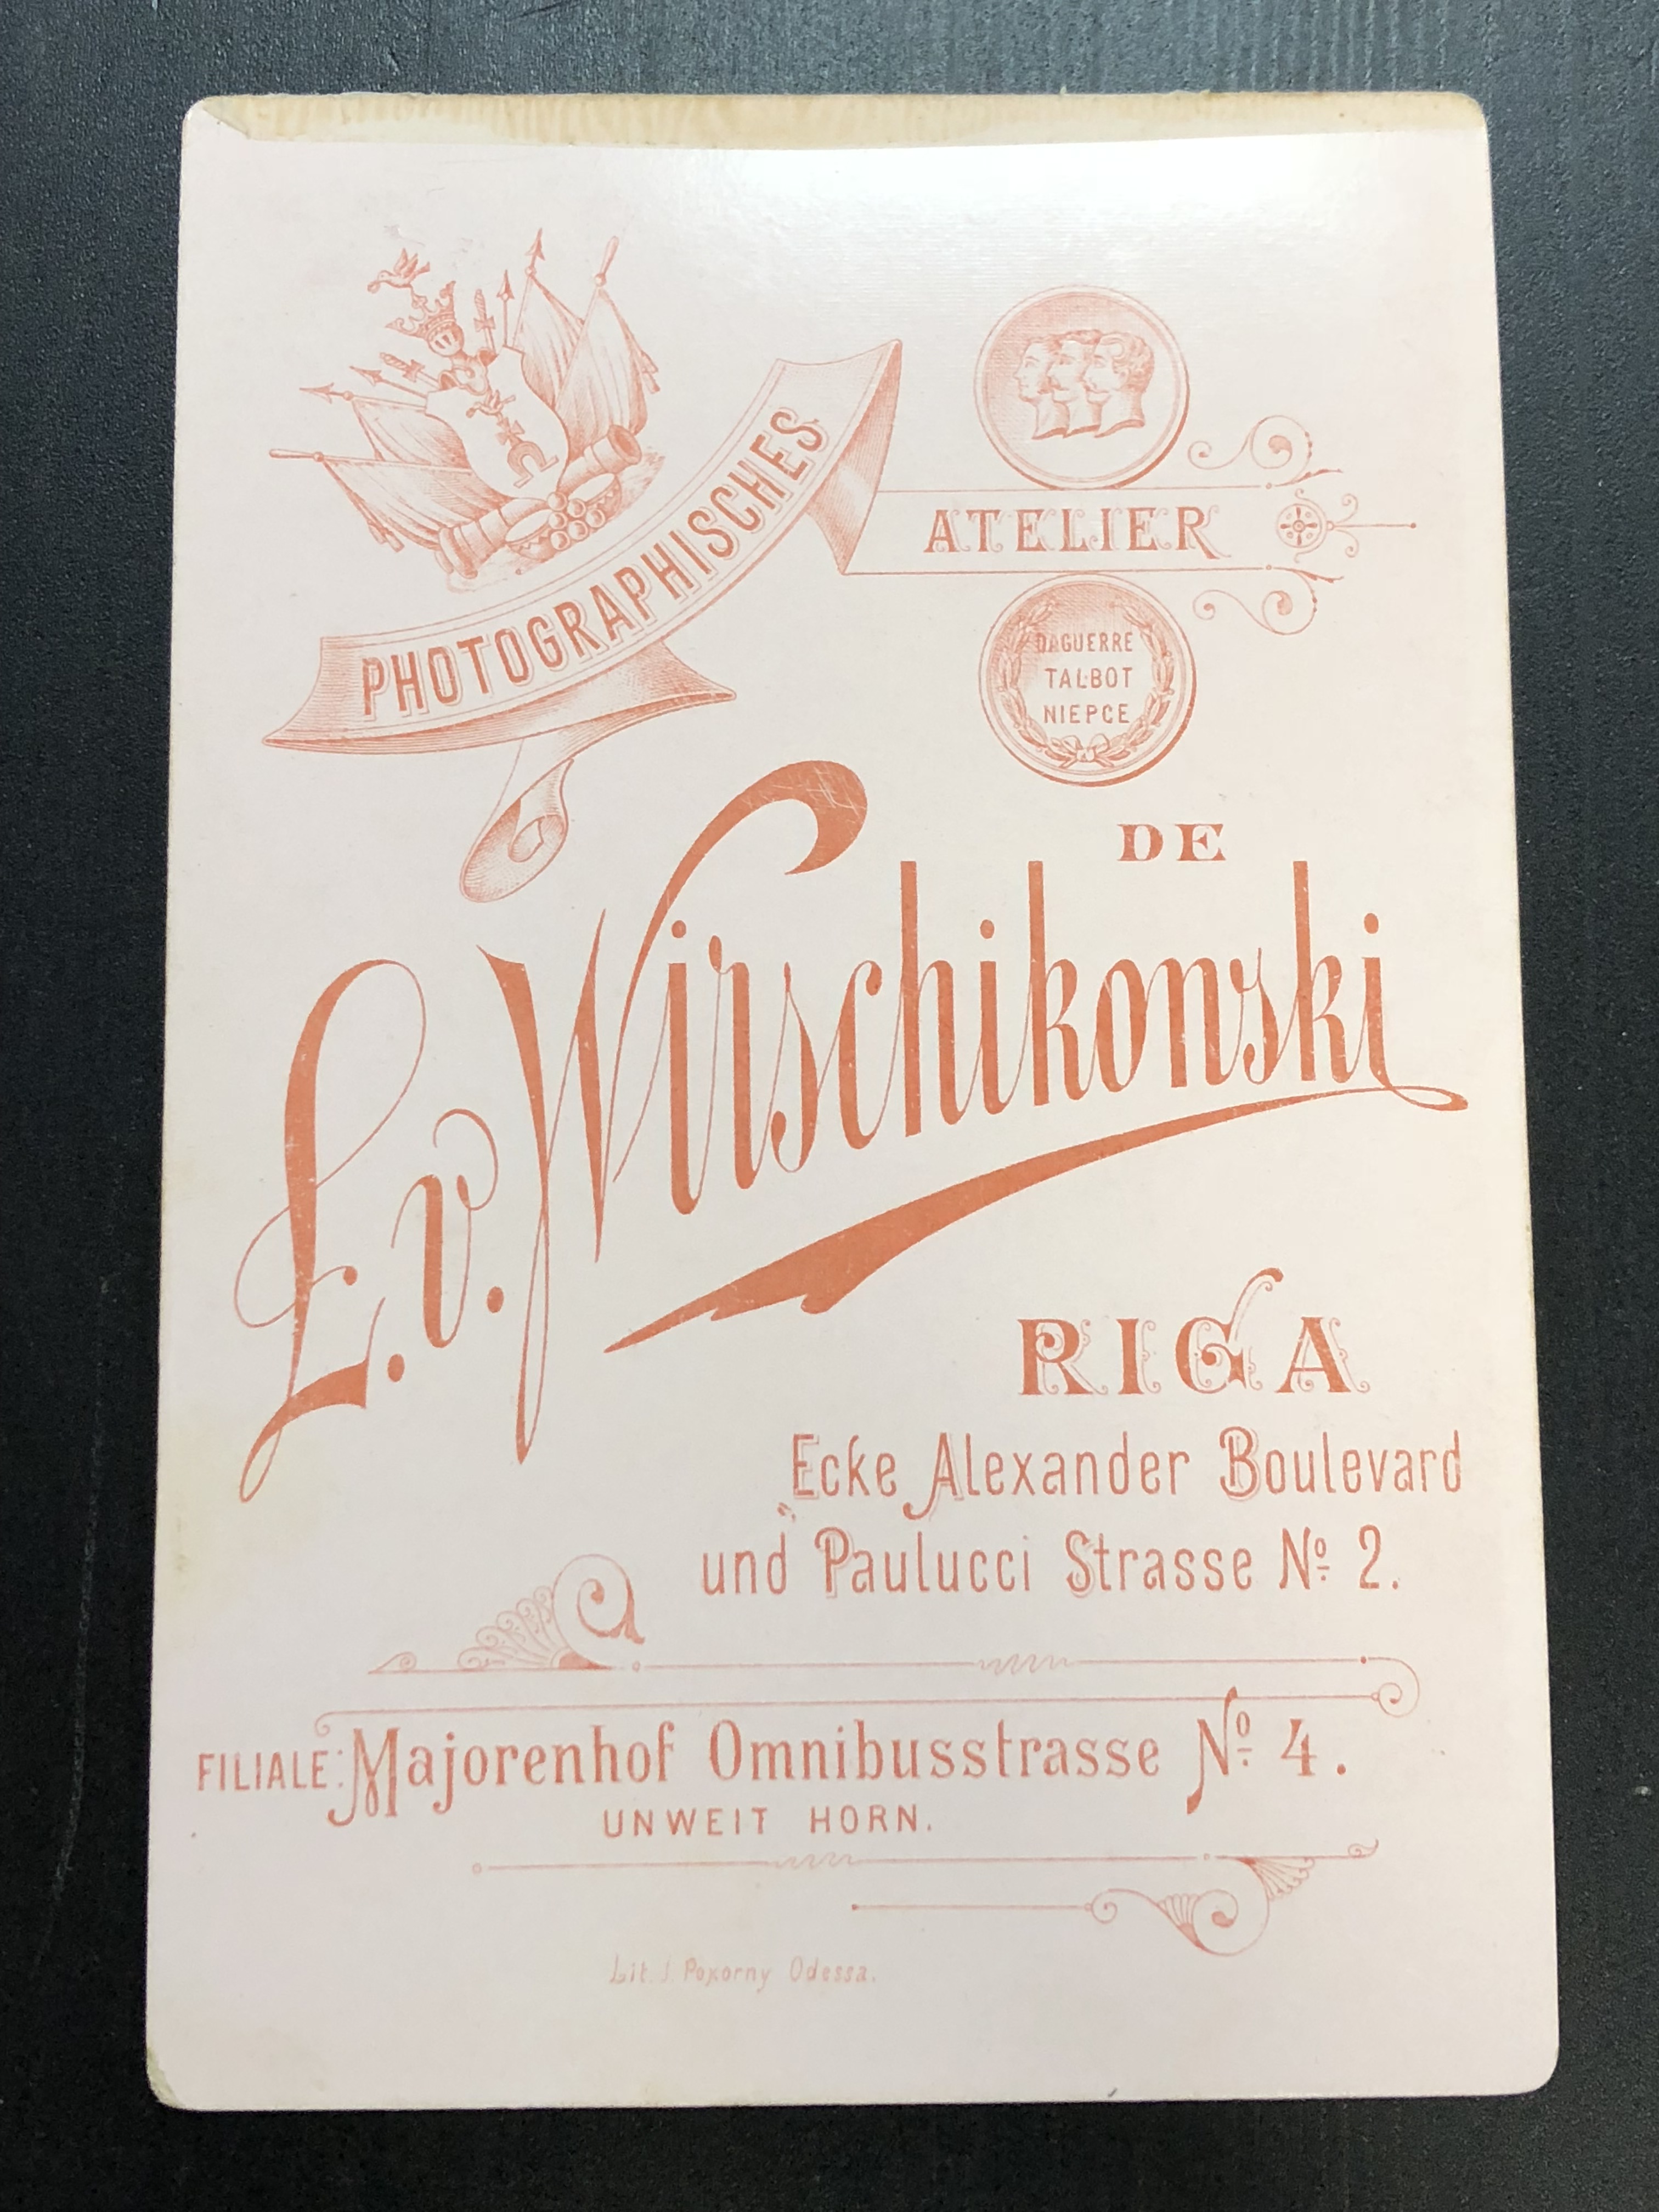 PHOTOGRAPHISCHES
ATELIER
DAGUERRE
TALBOT
NIEPCE
DE
L. v. Wirschikonski
RIGA
Ecke Alexander Boulevard
und Paulucci Strasse No 2.
FILIALE: Majorenhof Omnibusstrasse No 4.
UNWEIT HORN.
Lit. J. Pokorny Odessa.